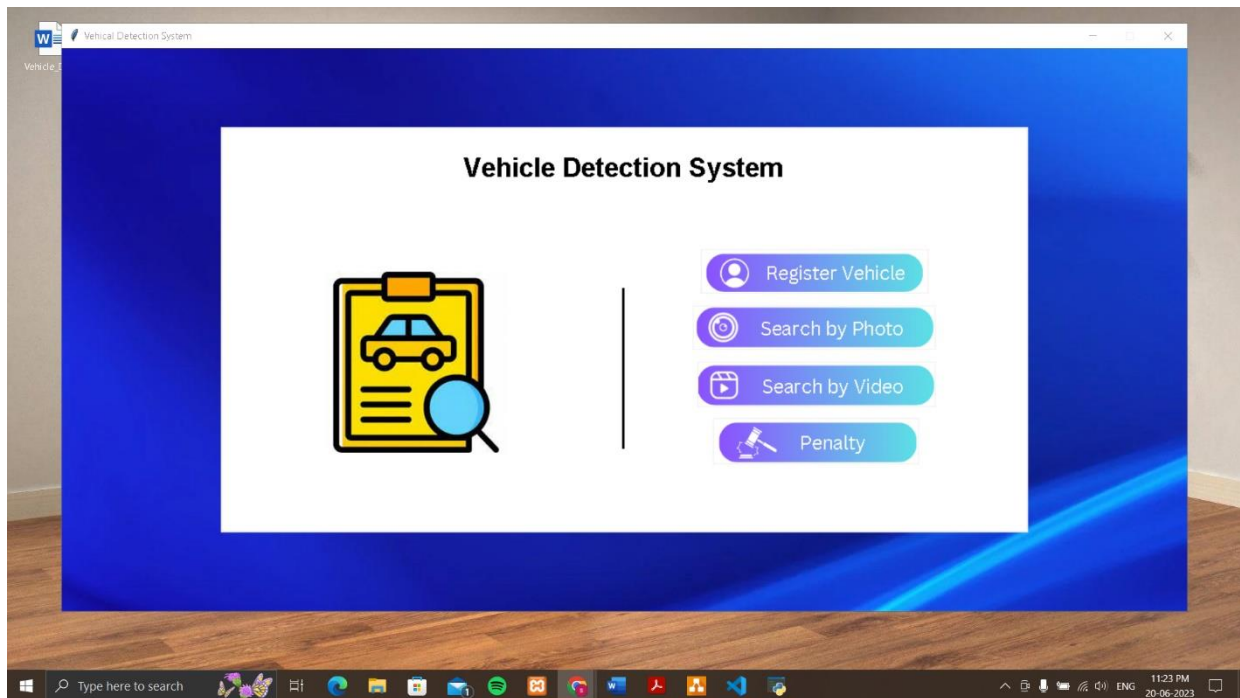 Vehical Detection System
Vehicle_
Vehicle Detection System
Register Vehicle
Search by Photo
Search by Video
Penalty
Type here to search
ENG
11:23 PM
20-06-2023